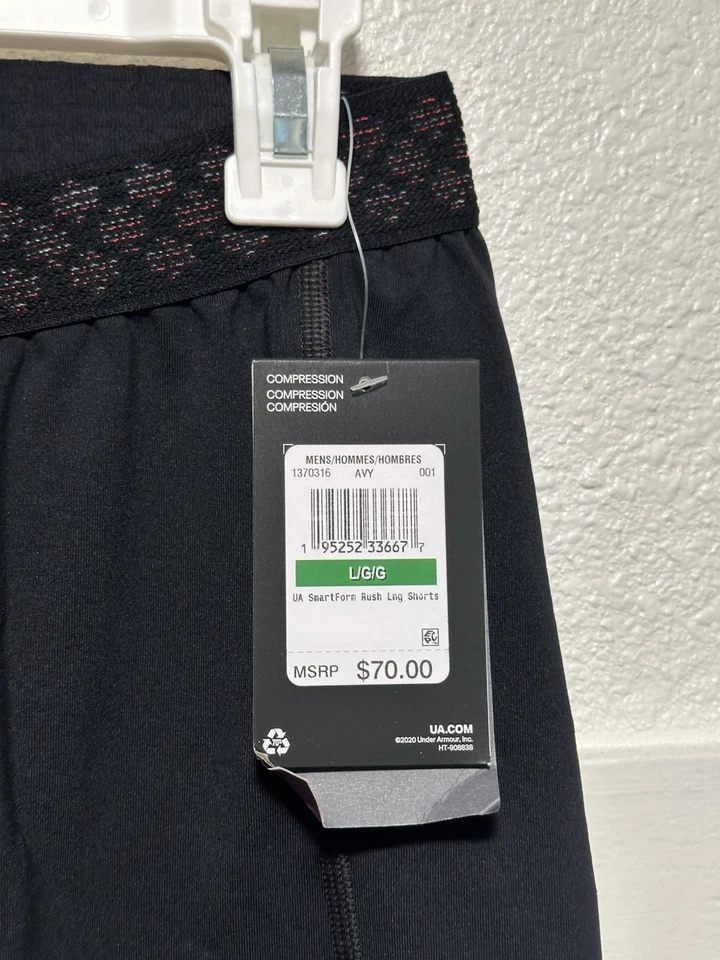 COMPRESSION
COMPRESSION
COMPRESIÓN
MENS/HOMMES/HOMBRES
1370316 AVY 001
1 95252 33667 7
L/G/G
UA SmartForm Rush Lng Shorts
MSRP $70.00
UA.COM
©2020 Under Armour, Inc.
HT-908838